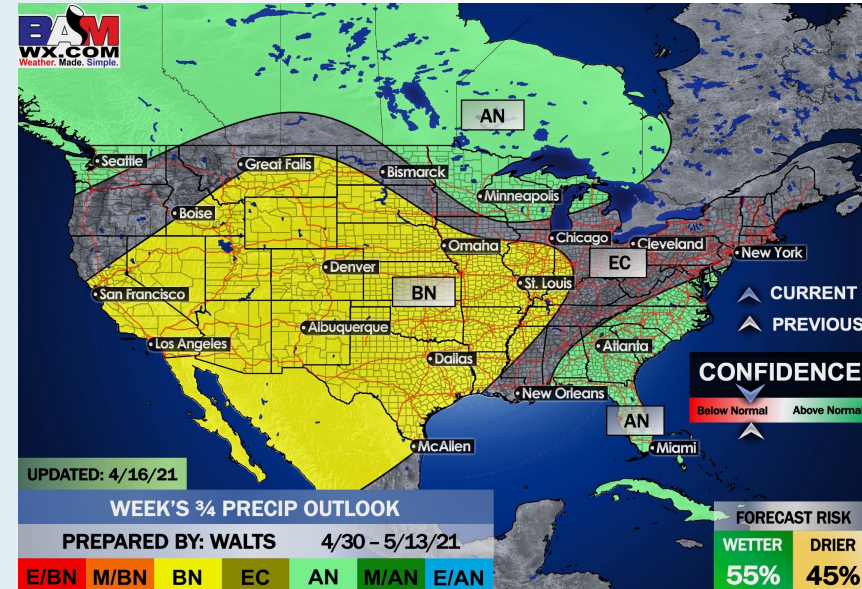 BAM
WX.COM
Weather. Made. Simple.
AN
Seattle
Great Falls
Bismarck
Minneapolis
Boise
Omaha
Chicago
Cleveland
New York
EC
Denver
San Francisco
BN
St. Louis
CURRENT
PREVIOUS
Albuquerque
Los Angeles
Atlanta
Dallas
CONFIDENCE
Below Normal Above Norma
New Orleans
AN
McAllen
Miami
UPDATED: 4/16/21
WEEK'S ¾ PRECIP OUTLOOK
PREPARED BY: WALTS 4/30 – 5/13/21
E/BN M/BN BN EC AN M/AN E/AN
FORECAST RISK
WETTER DRIER
55% 45%